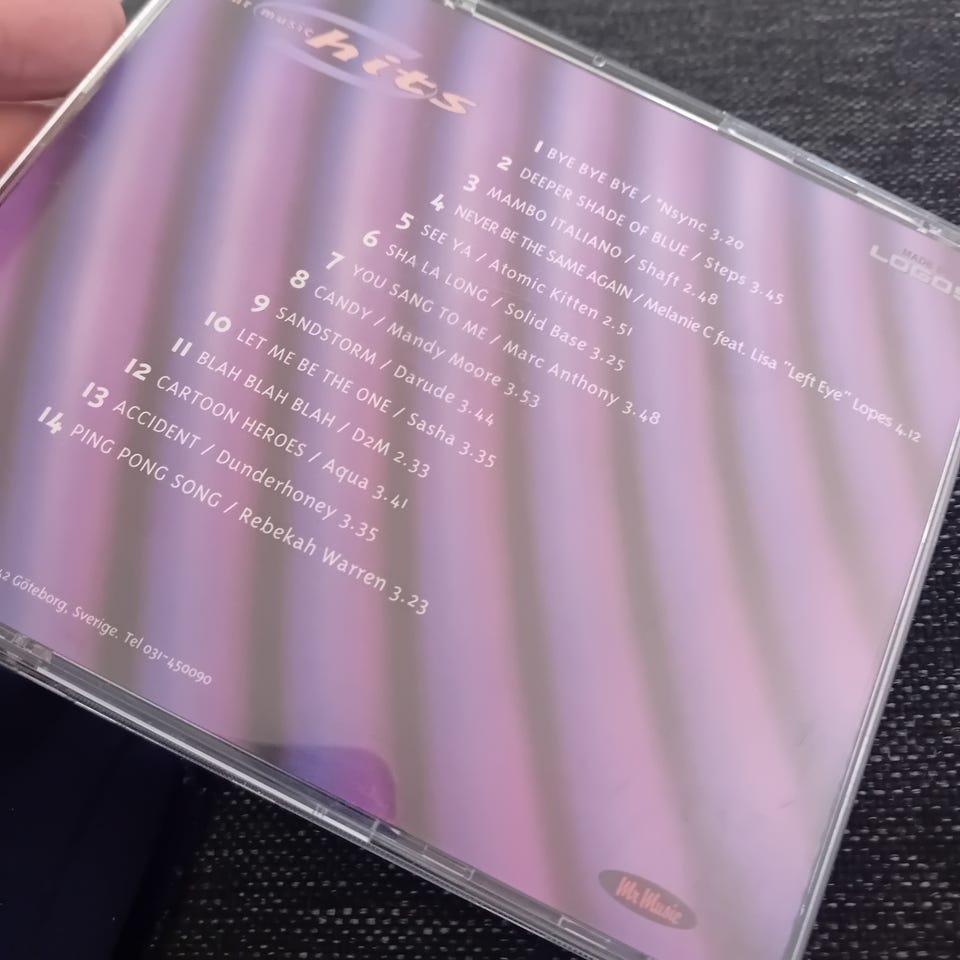 mr music
hits
1 BYE BYE BYE / *Nsync 3.20
2 DEEPER SHADE OF BLUE / Steps 3.45
3 MAMBO ITALIANO / Shaft 2.48
4 NEVER BE THE SAME AGAIN / Melanie C feat. Lisa "Left Eye" Lopes 4.12
5 SEE YA / Atomic Kitten 2.51
6 SHA LA LONG / Solid Base 3.25
7 YOU SANG TO ME / Marc Anthony 3.48
8 CANDY / Mandy Moore 3.53
9 SANDSTORM / Darude 3.44
10 LET ME BE THE ONE / Sasha 3.35
11 BLAH BLAH BLAH / D2M 2.33
12 CARTOON HEROES / Aqua 3.41
13 ACCIDENT / Dunderhoney 3.35
14 PING PONG SONG / Rebekah Warren 3.23
MADE
LOGOS
42 Göteborg, Sverige. Tel 031-450090
Mr Music